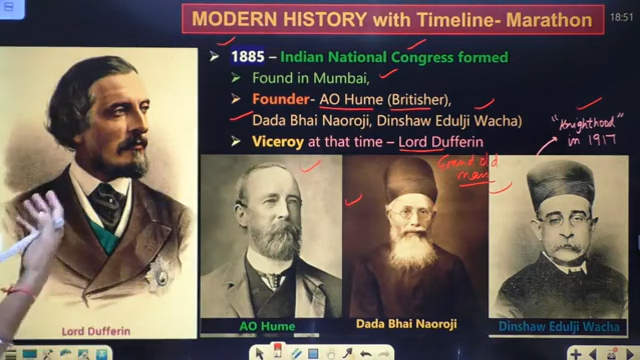 MODERN HISTORY with Timeline- Marathon
18:51
1885 – Indian National Congress formed
Found in Mumbai,
Founder- AO Hume (Britisher),
Dada Bhai Naoroji, Dinshaw Edulji Wacha)
"Knighthood"
in 1917
Viceroy at that time – Lord Dufferin
Grand old
man
Lord Dufferin
AO Hume
Dada Bhai Naoroji
Dinshaw Edulji Wacha